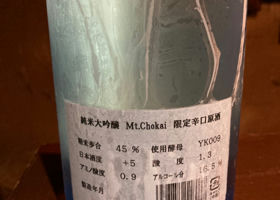 純米大吟醸 Mt.Chokai 限定辛口原酒
精米歩合 45% 使用酵母 YK009
日本酒度 +5 酸度 1.3
アミノ酸度 0.9 アルコール分 16.5
製造年月